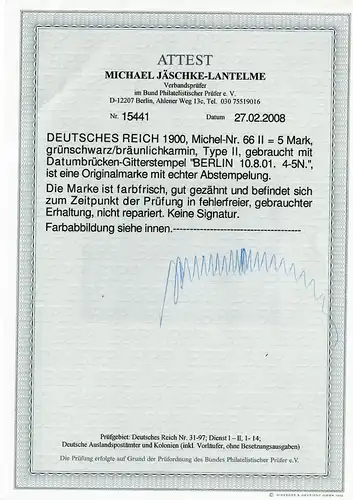 ATTEST
MICHAEL JÄSCHKE-LANTELME
Verbandsprüfer
im Bund Philatelistischer Prüfer e. V.
D-12207 Berlin, Ahlener Weg 13c, Tel. 030 75519016
Nr. 15441 Datum 27.02.2008
DEUTSCHES REICH 1900, Michel-Nr. 66 II = 5 Mark,
grünschwarz/bräunlichkarmin, Type II, gebraucht mit
Datumbrücken-Gitterstempel "BERLIN 10.8.01. 4-5N.",
ist eine Originalmarke mit echter Abstempelung.
Die Marke ist farbfrisch, gut gezähnt und befindet sich
zum Zeitpunkt der Prüfung in fehlerfreier, gebrauchter
Erhaltung, nicht repariert. Keine Signatur.
Farbabbildung siehe innen.------------------------------------
Prüfgebiet: Deutsches Reich Nr. 31-97; Dienst I – II, 1- 14;
Deutsche Auslandspostämter und Kolonien (inkl. Vorläufer, ohne Besetzungsausgaben)
Die Prüfung erfolgte auf Grund der Prüfordnung des Bundes Philatelistischer Prüfer e.V.